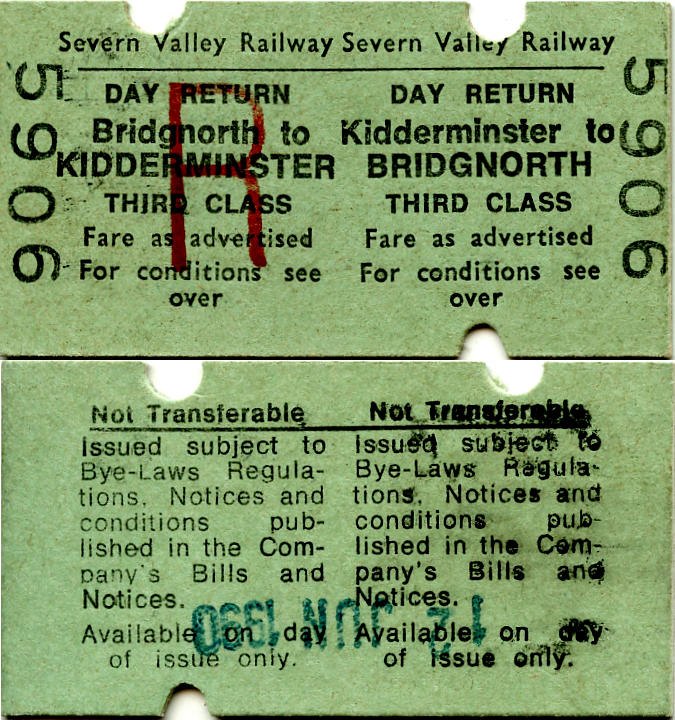 Severn Valley Railway
DAY RETURN
Bridgnorth to
KIDDERMINSTER
THIRD CLASS
Fare as advertised
For conditions see
over
R
5906
Severn Valley Railway
DAY RETURN
Kidderminster to
BRIDGNORTH
THIRD CLASS
Fare as advertised
For conditions see
over
5906
Not Transferable
Issued subject to
Bye-Laws Regula-
tions, Notices and
conditions pub-
lished in the Com-
pany's Bills and
Notices.
Available on day
of issue only.
Not Transferable
Issued subject to
Bye-Laws Regula-
tions, Notices and
conditions pub-
lished in the Com-
pany's Bills and
Notices.
Available on day
of issue only.
12 JUN 1990